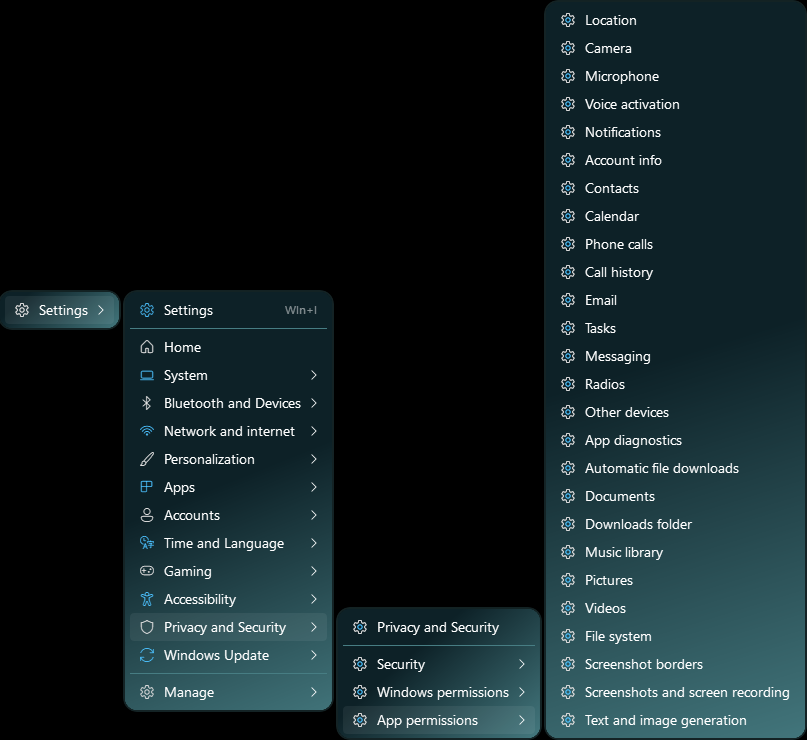 Settings
Settings Win+I
Home
System
Bluetooth and Devices
Network and internet
Personalization
Apps
Accounts
Time and Language
Gaming
Accessibility
Privacy and Security
Windows Update
Manage
Privacy and Security
Security
Windows permissions
App permissions
Location
Camera
Microphone
Voice activation
Notifications
Account info
Contacts
Calendar
Phone calls
Call history
Email
Tasks
Messaging
Radios
Other devices
App diagnostics
Automatic file downloads
Documents
Downloads folder
Music library
Pictures
Videos
File system
Screenshot borders
Screenshots and screen recording
Text and image generation